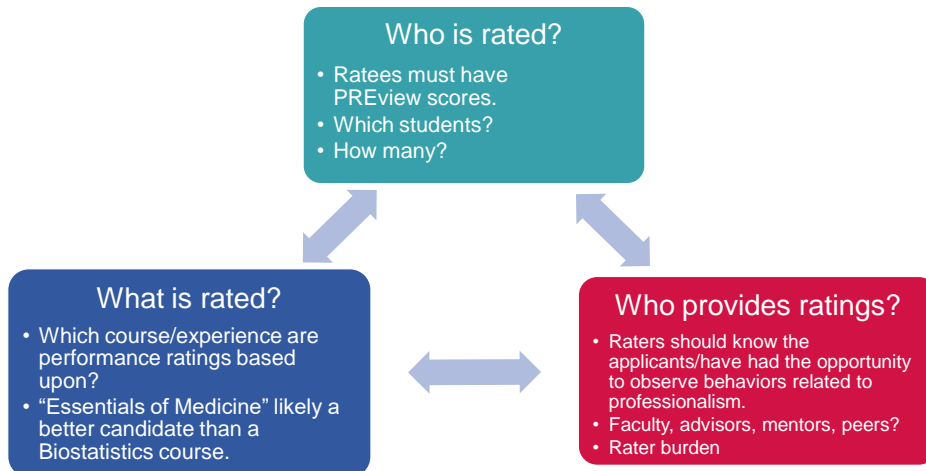 Who is rated?
• Ratees must have
PREview scores.
• Which students?
• How many?
What is rated?
• Which course/experience are
performance ratings based
upon?
• “Essentials of Medicine” likely a
better candidate than a
Biostatistics course.
Who provides ratings?
• Raters should know the
applicants/have had the opportunity
to observe behaviors related to
professionalism.
• Faculty, advisors, mentors, peers?
• Rater burden